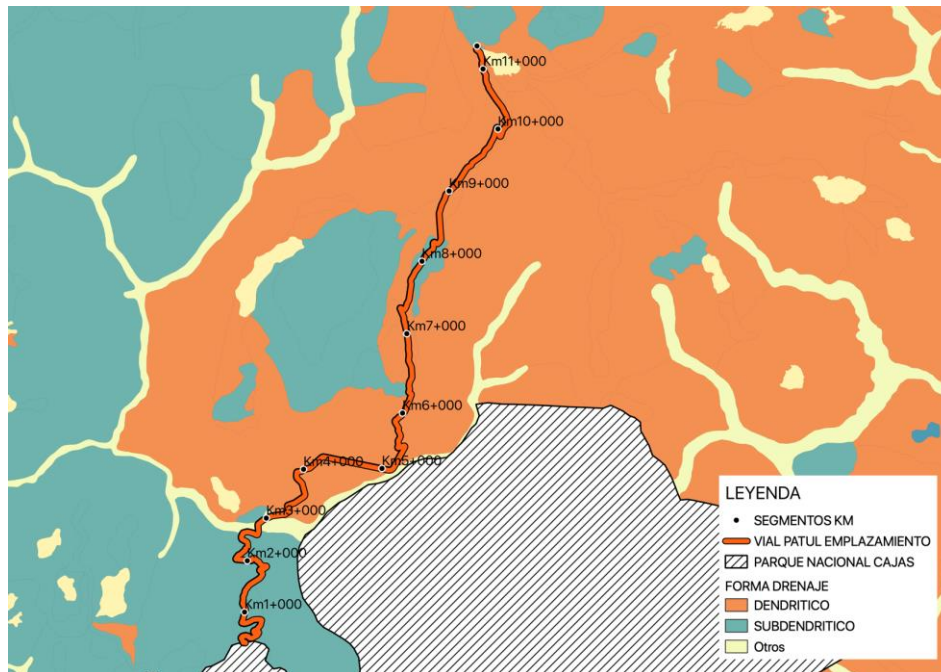 Km11+000
Km10+000
Km9+000
Km8+000
Km7+000
Km6+000
Km5+000
Km4+000
Km3+000
Km2+000
Km1+000
LEYENDA
SEGMENTOS KM
VIAL PATUL EMPLAZAMIENTO
PARQUE NACIONAL CAJAS
FORMA DRENAJE
DENDRITICO
SUBDENDRITICO
Otros